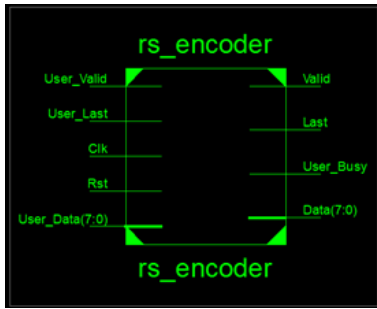 rs_encoder
User_Valid
Valid
User_Last
Last
Clk
User_Busy
Rst
Data(7:0)
User_Data(7:0)
rs_encoder